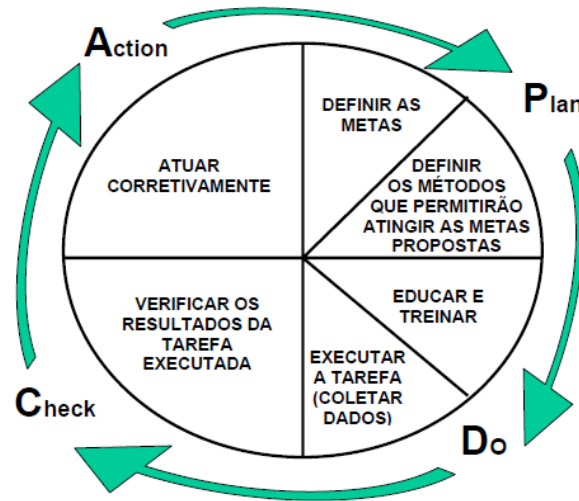 Action
Plan
DEFINIR AS
METAS
DEFINIR
OS MÉTODOS
QUE PERMITIRÃO
ATINGIR AS METAS
PROPOSTAS
ATUAR
CORRETIVAMENTE
EDUCAR E
TREINAR
VERIFICAR OS
RESULTADOS DA
TAREFA
EXECUTADA
EXECUTAR
A TAREFA
(COLETAR
DADOS)
Check
Do